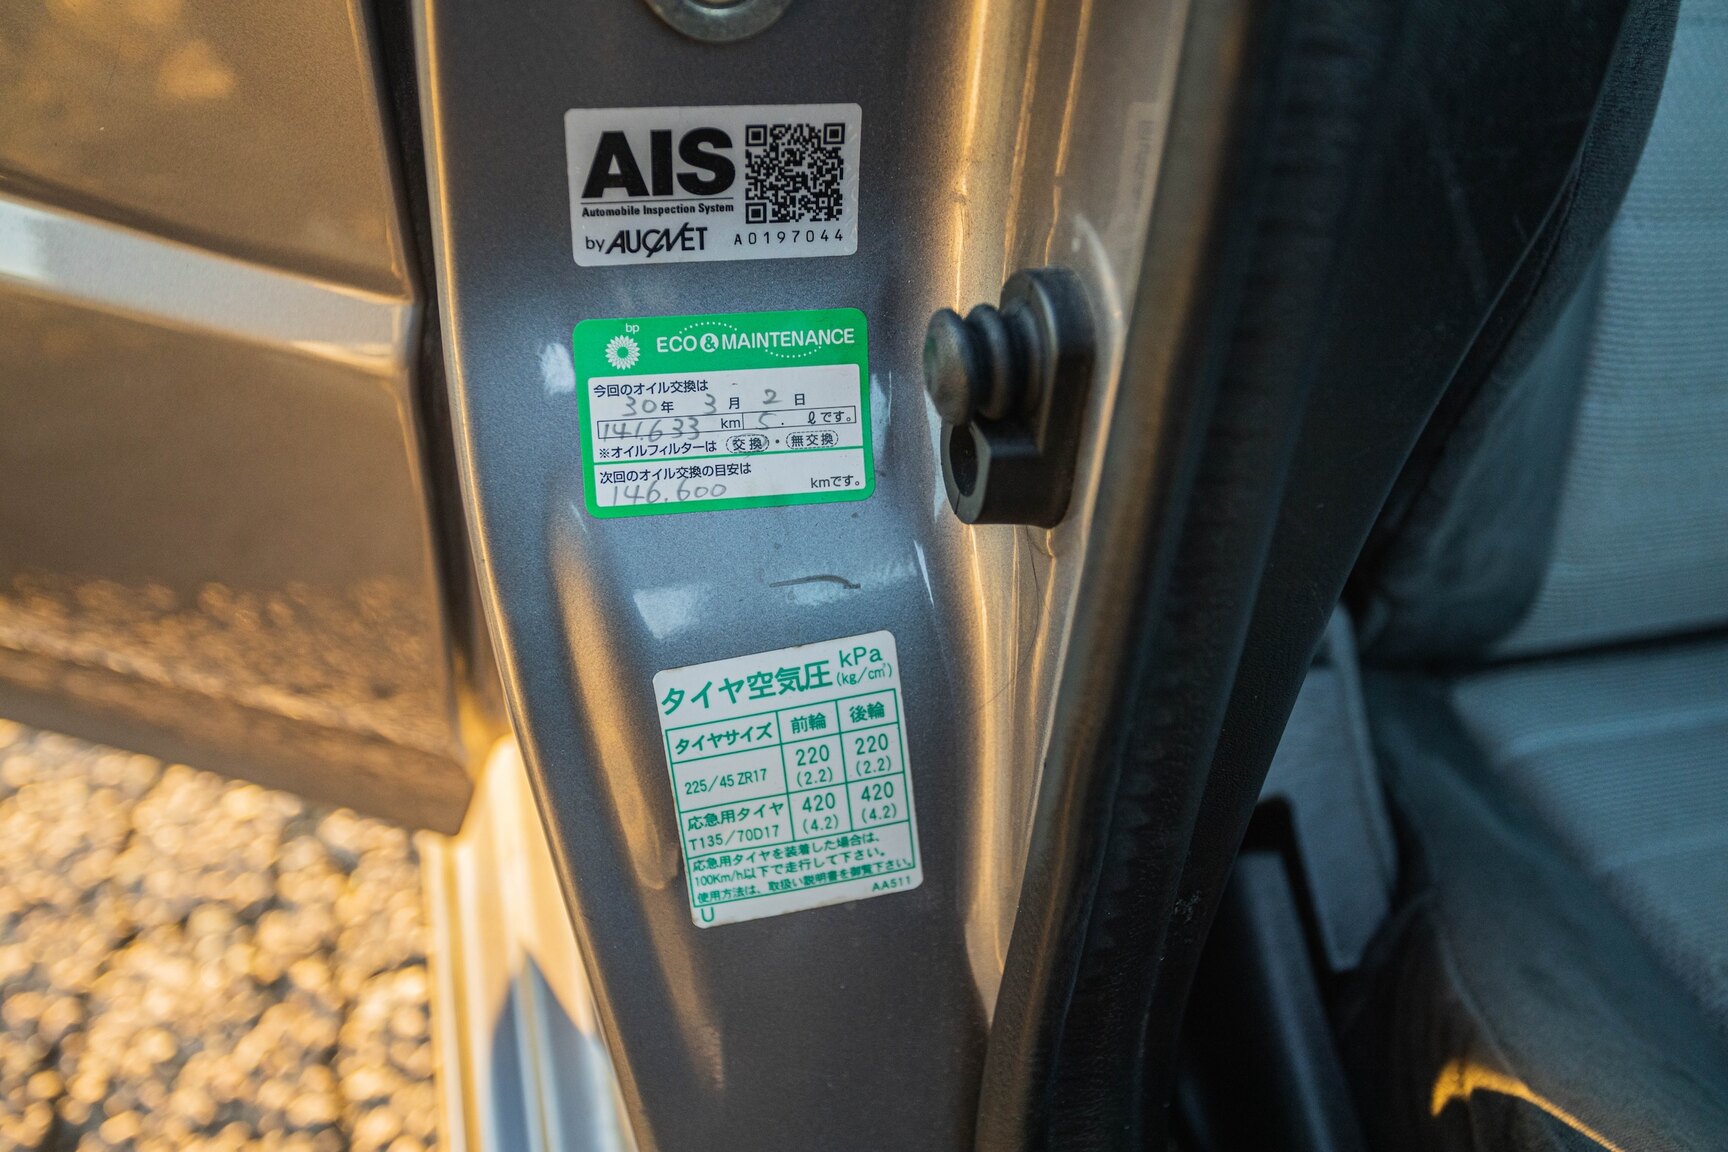 AIS
Automobile Inspection System
by AUCNET A0197044
bp
ECO & MAINTENANCE
今回のオイル交換は
30年 3月 2日
141.633 km 5. ℓです。
※オイルフィルターは 交換・無交換
次回のオイル交換の目安は
146.600 kmです。
タイヤ空気圧 kPa (kg/cm²)
タイヤサイズ 前輪 後輪
225/45 ZR17 220 (2.2) 220 (2.2)
応急用タイヤ T135/70D17 420 (4.2) 420 (4.2)
応急用タイヤを装着した場合は、
100Km/h以下で走行して下さい。
使用方法は、取扱い説明書を御覧下さい。
U AA511